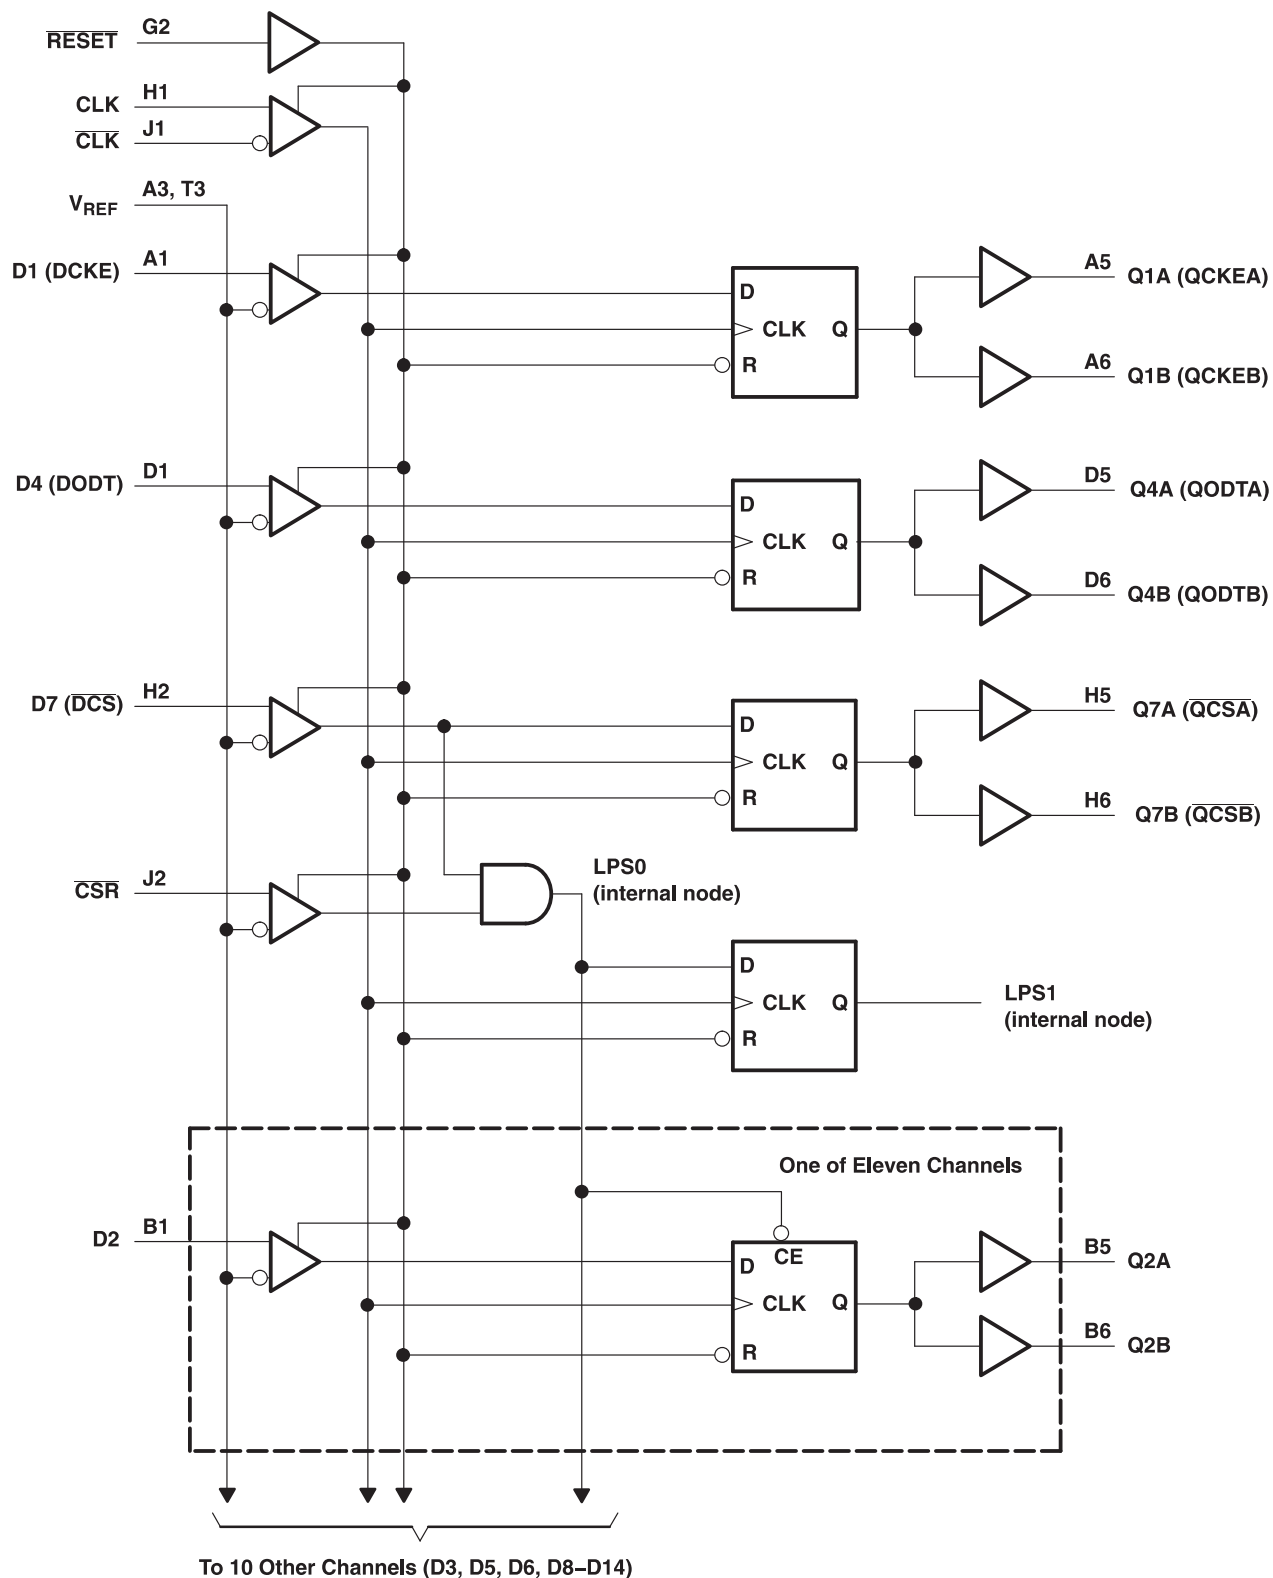 RESET G2
CLK H1
CLK J1
VREF A3, T3
D1 (DCKE) A1
D
CLK Q
R
A5 Q1A (QCKEA)
A6 Q1B (QCKEB)
D4 (DODT) D1
D
CLK Q
R
D5 Q4A (QODTA)
D6 Q4B (QODTB)
D7 (DCS) H2
D
CLK Q
R
H5 Q7A (QCSA)
H6 Q7B (QCSB)
CSR J2
LPS0
(internal node)
D
CLK Q
R
LPS1
(internal node)
One of Eleven Channels
D2 B1
CE
D
CLK Q
R
B5 Q2A
B6 Q2B
To 10 Other Channels (D3, D5, D6, D8–D14)